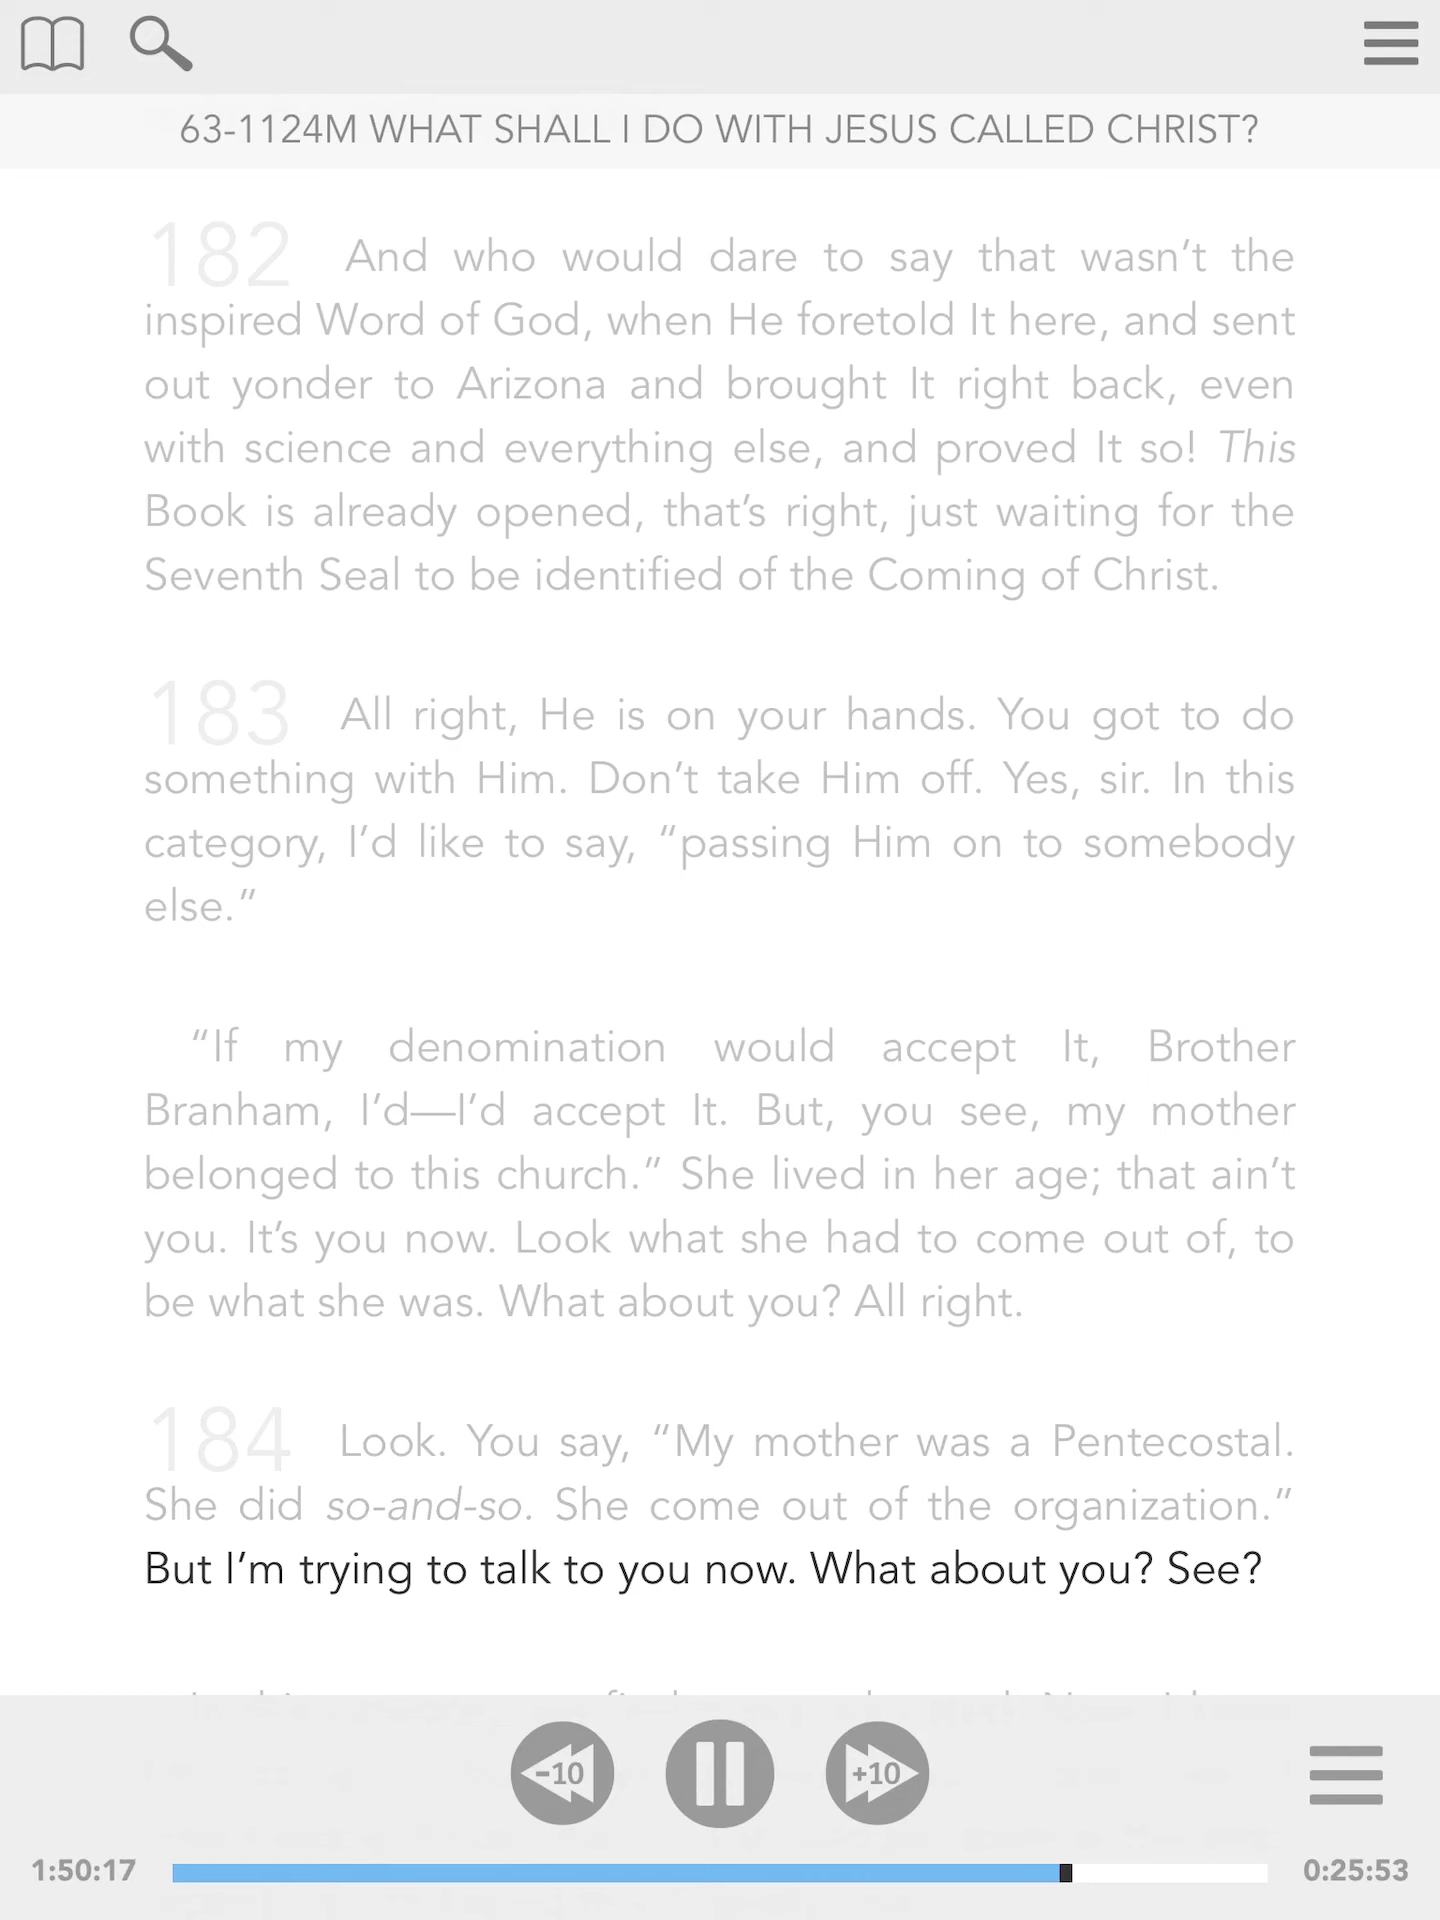 63-1124M WHAT SHALL I DO WITH JESUS CALLED CHRIST?
182 And who would dare to say that wasn’t the
inspired Word of God, when He foretold It here, and sent
out yonder to Arizona and brought It right back, even
with science and everything else, and proved It so! This
Book is already opened, that’s right, just waiting for the
Seventh Seal to be identified of the Coming of Christ.
183 All right, He is on your hands. You got to do
something with Him. Don’t take Him off. Yes, sir. In this
category, I’d like to say, “passing Him on to somebody
else.”
“If my denomination would accept It, Brother
Branham, I’d—I’d accept It. But, you see, my mother
belonged to this church.” She lived in her age; that ain’t
you. It’s you now. Look what she had to come out of, to
be what she was. What about you? All right.
184 Look. You say, “My mother was a Pentecostal.
She did so-and-so. She come out of the organization.”
But I’m trying to talk to you now. What about you? See?
-10 +10
1:50:17 0:25:53